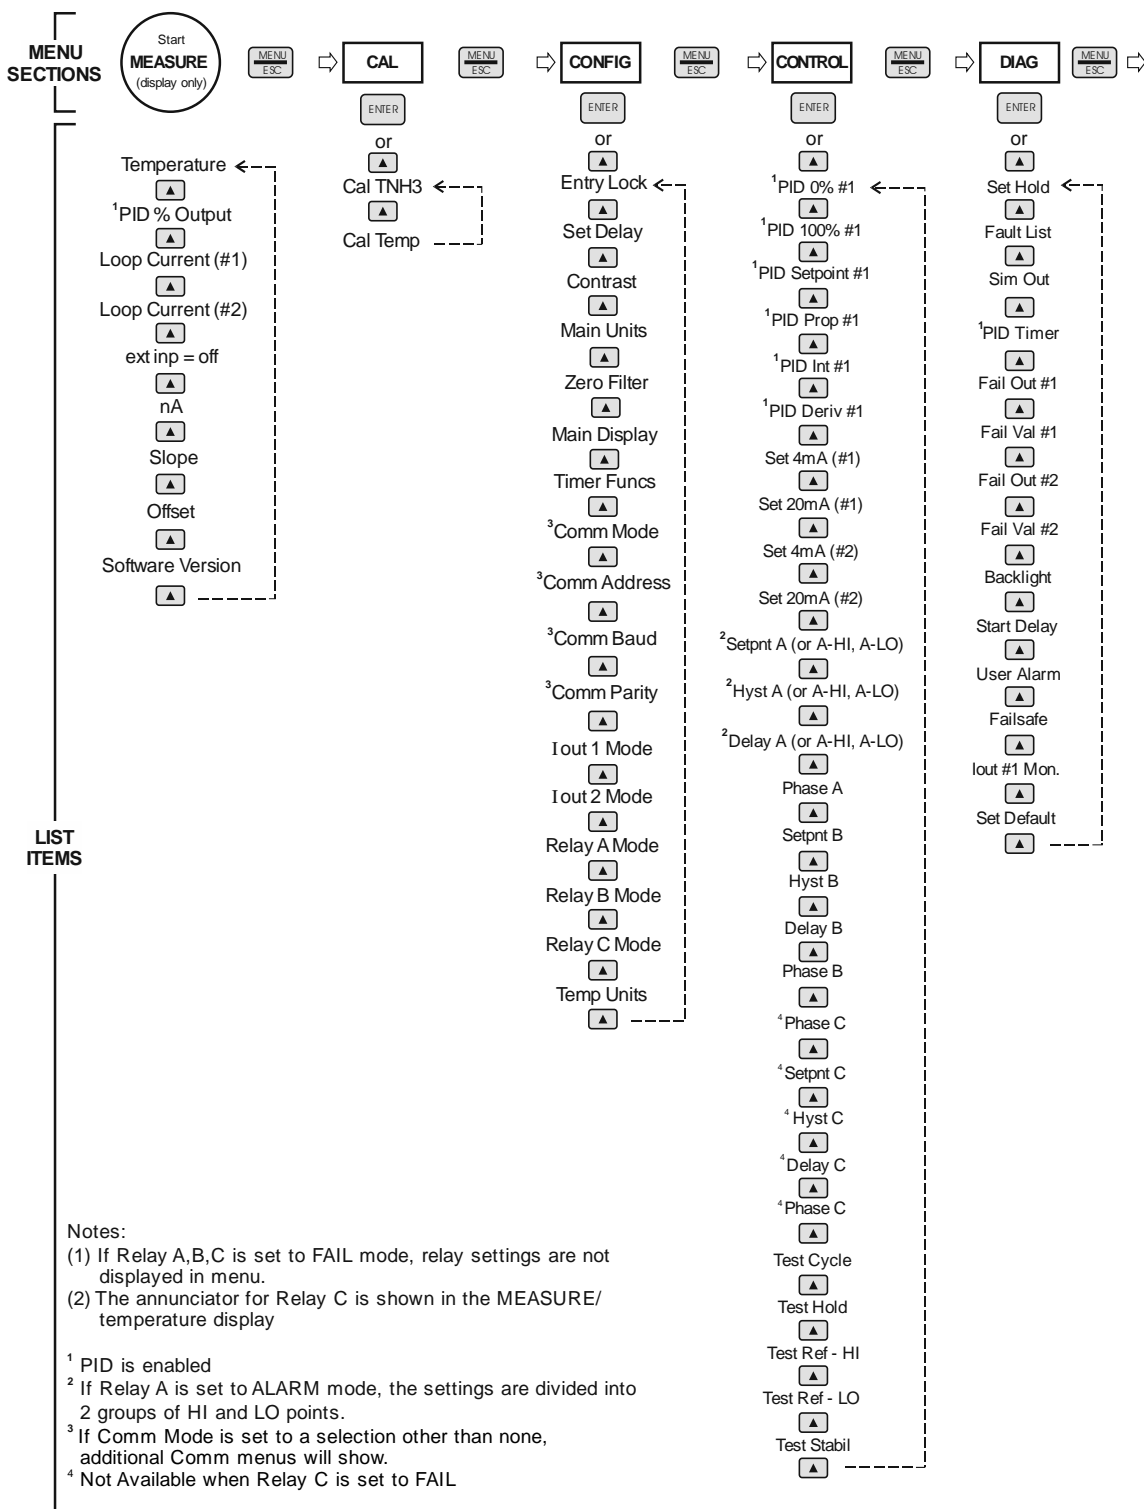 MENU
SECTIONS
Start
MEASURE
(display only)
MENU
ESC
CAL
MENU
ESC
CONFIG
MENU
ESC
CONTROL
MENU
ESC
DIAG
MENU
ESC
LIST
ITEMS
Temperature
¹PID % Output
Loop Current (#1)
Loop Current (#2)
ext inp = off
nA
Slope
Offset
Software Version
ENTER
or
Cal TNH3
Cal Temp
ENTER
or
Entry Lock
Set Delay
Contrast
Main Units
Zero Filter
Main Display
Timer Funcs
³Comm Mode
³Comm Address
³Comm Baud
³Comm Parity
Iout 1 Mode
Iout 2 Mode
Relay A Mode
Relay B Mode
Relay C Mode
Temp Units
ENTER
or
¹PID 0% #1
¹PID 100% #1
¹PID Setpoint #1
¹PID Prop #1
¹PID Int #1
¹PID Deriv #1
Set 4mA (#1)
Set 20mA (#1)
Set 4mA (#2)
Set 20mA (#2)
²Setpnt A (or A-HI, A-LO)
²Hyst A (or A-HI, A-LO)
²Delay A (or A-HI, A-LO)
Phase A
Setpnt B
Hyst B
Delay B
Phase B
⁴Phase C
⁴Setpnt C
⁴Hyst C
⁴Delay C
⁴Phase C
Test Cycle
Test Hold
Test Ref - HI
Test Ref - LO
Test Stabil
ENTER
or
Set Hold
Fault List
Sim Out
¹PID Timer
Fail Out #1
Fail Val #1
Fail Out #2
Fail Val #2
Backlight
Start Delay
User Alarm
Failsafe
Iout #1 Mon.
Set Default
Notes:
(1) If Relay A,B,C is set to FAIL mode, relay settings are not
displayed in menu.
(2) The annunciator for Relay C is shown in the MEASURE/
temperature display
¹ PID is enabled
² If Relay A is set to ALARM mode, the settings are divided into
2 groups of HI and LO points.
³ If Comm Mode is set to a selection other than none,
additional Comm menus will show.
⁴ Not Available when Relay C is set to FAIL